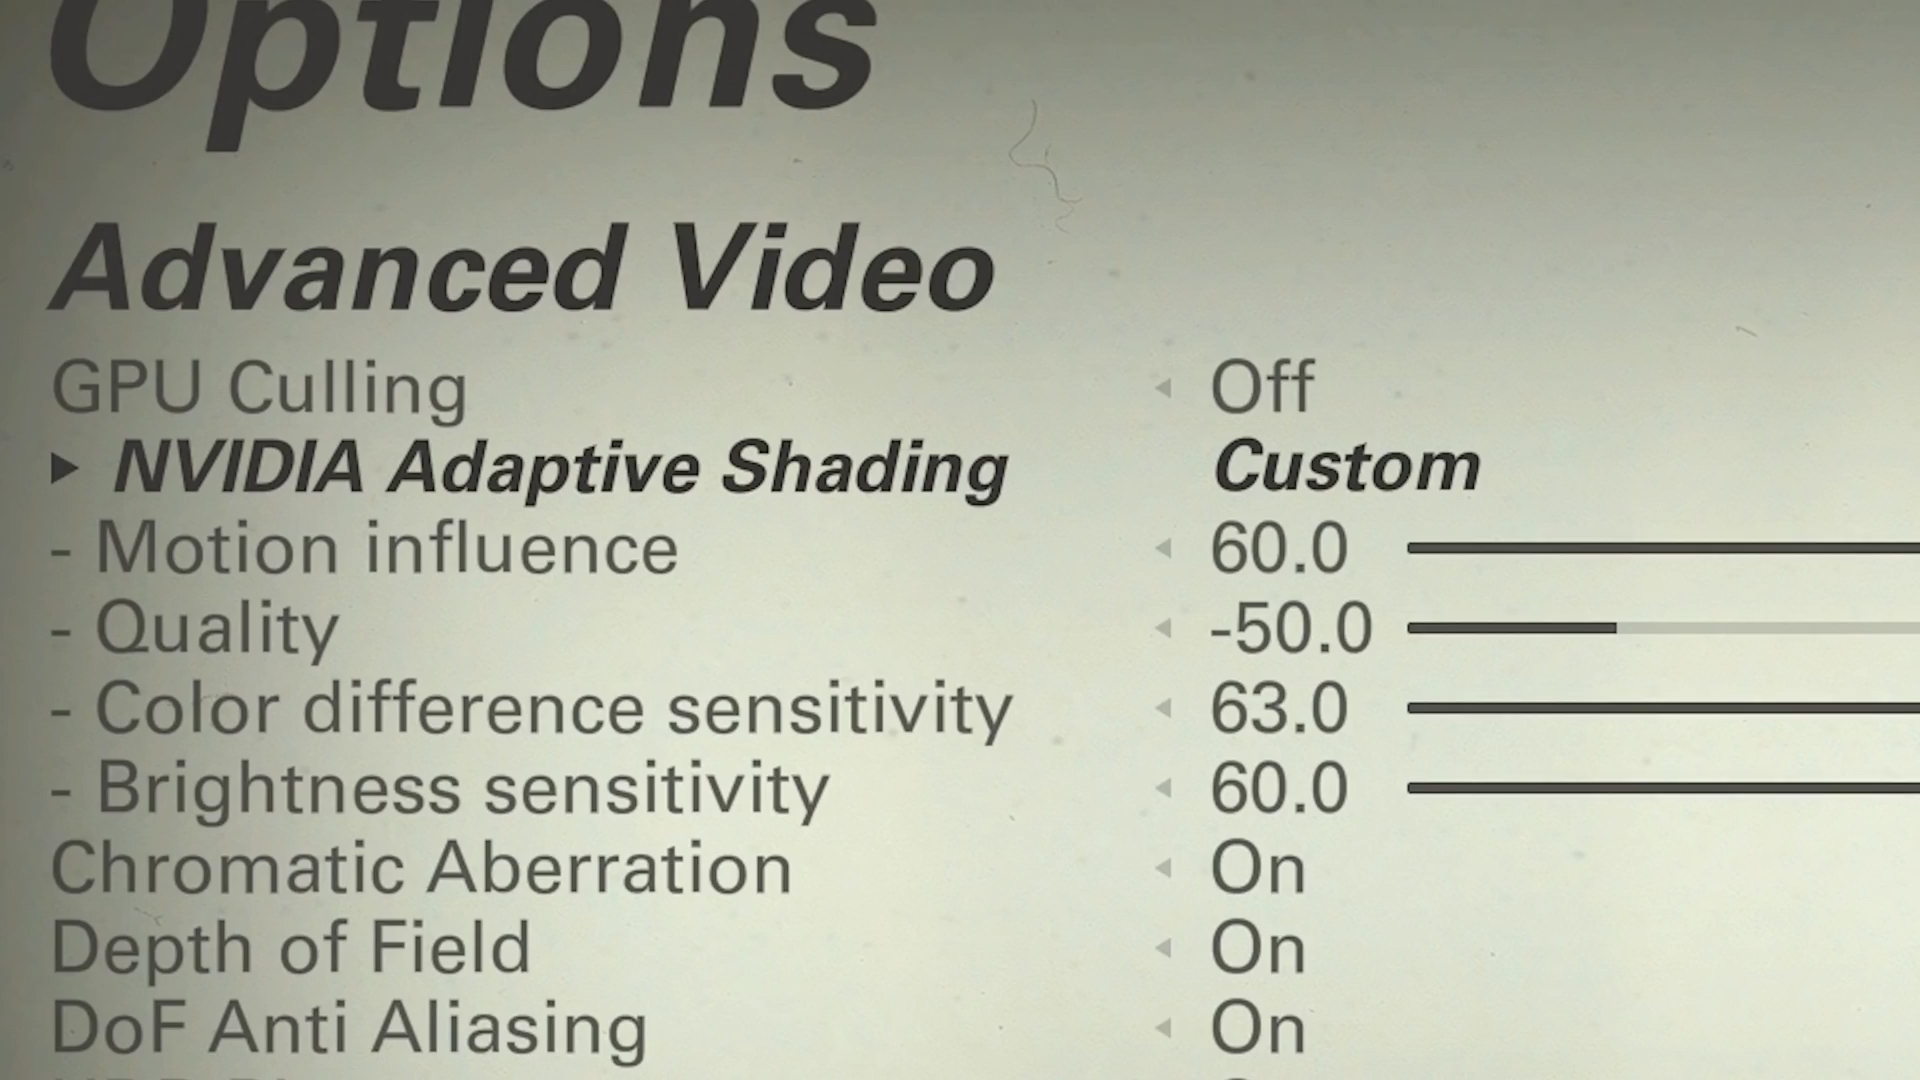 Options
Advanced Video
GPU Culling Off
NVIDIA Adaptive Shading Custom
- Motion influence 60.0
- Quality -50.0
- Color difference sensitivity 63.0
- Brightness sensitivity 60.0
Chromatic Aberration On
Depth of Field On
DoF Anti Aliasing On